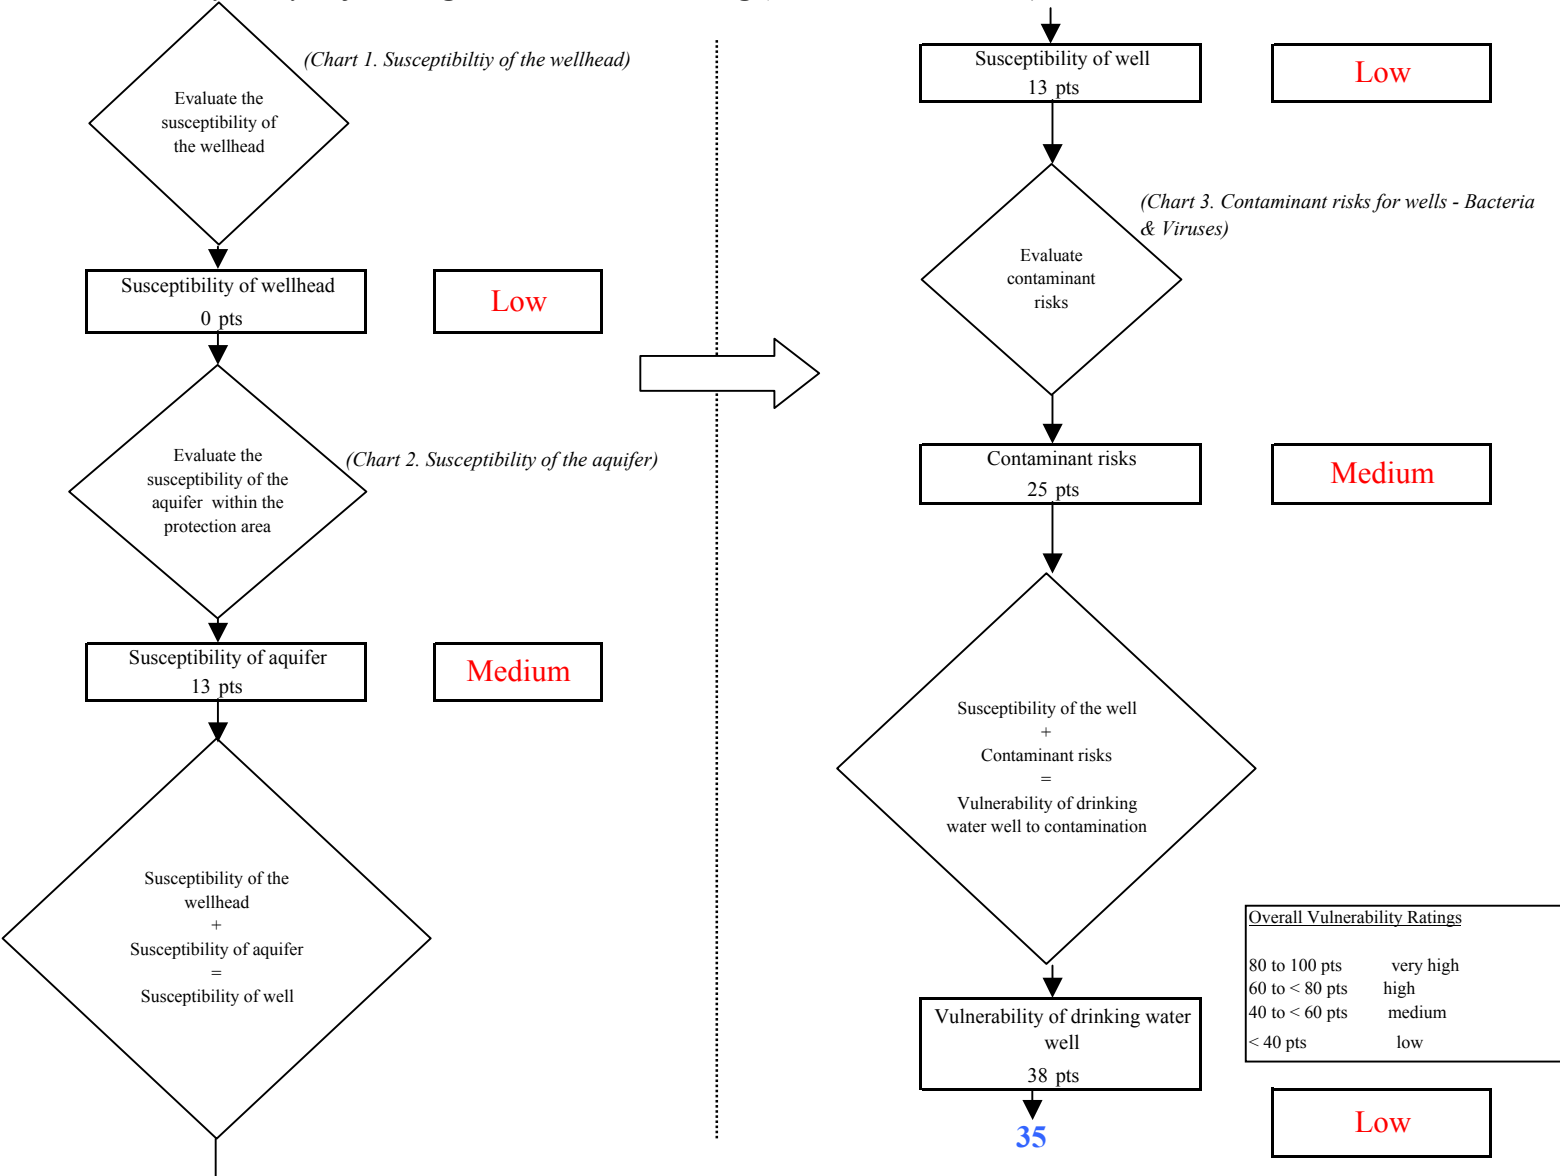 (Chart 1. Susceptibiltiy of the wellhead)
Evaluate the
susceptibility of
the wellhead
Susceptibility of wellhead
0 pts
Low
(Chart 2. Susceptibility of the aquifer)
Evaluate the
susceptibility of the
aquifer within the
protection area
Susceptibility of aquifer
13 pts
Medium
Susceptibility of the
wellhead
+
Susceptibility of aquifer
=
Susceptibility of well
Susceptibility of well
13 pts
Low
(Chart 3. Contaminant risks for wells - Bacteria
& Viruses)
Evaluate
contaminant
risks
Contaminant risks
25 pts
Medium
Susceptibility of the well
+
Contaminant risks
=
Vulnerability of drinking
water well to contamination
Overall Vulnerability Ratings
80 to 100 pts very high
60 to < 80 pts high
40 to < 60 pts medium
< 40 pts low
Vulnerability of drinking water
well
38 pts
35
Low